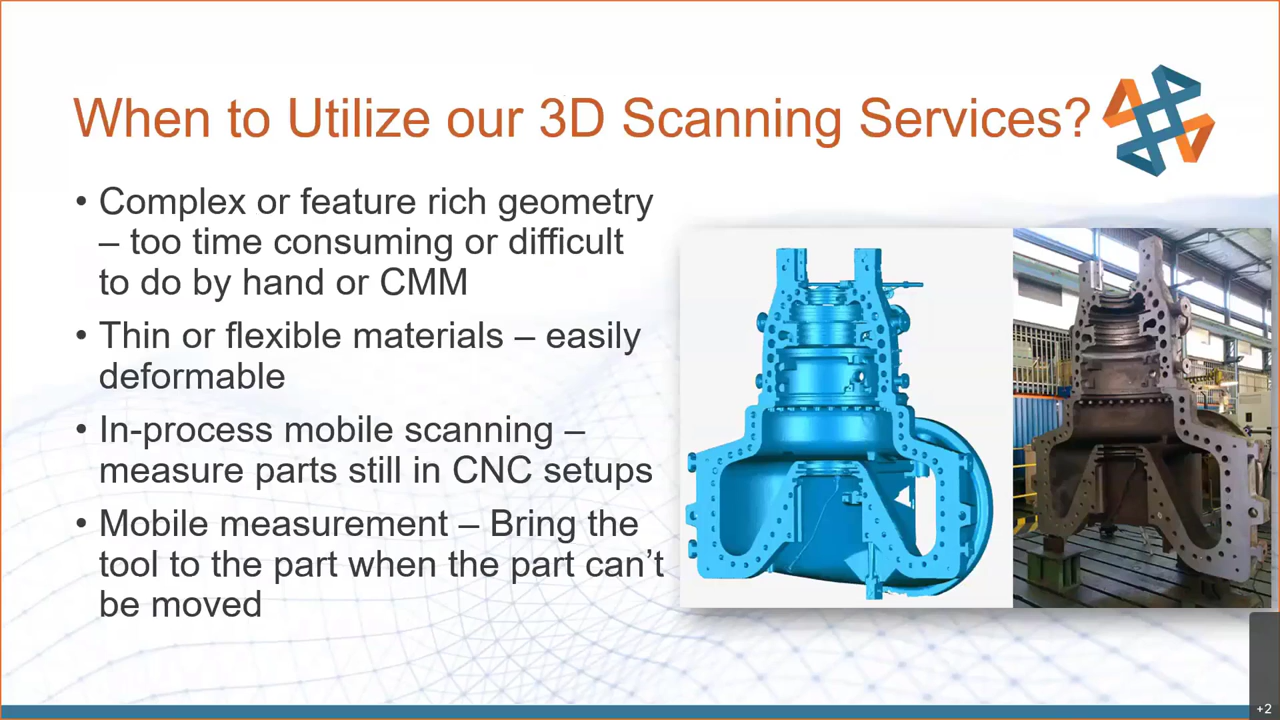 When to Utilize our 3D Scanning Services?
• Complex or feature rich geometry
– too time consuming or difficult
to do by hand or CMM
• Thin or flexible materials – easily
deformable
• In-process mobile scanning –
measure parts still in CNC setups
• Mobile measurement – Bring the
tool to the part when the part can’t
be moved
+2